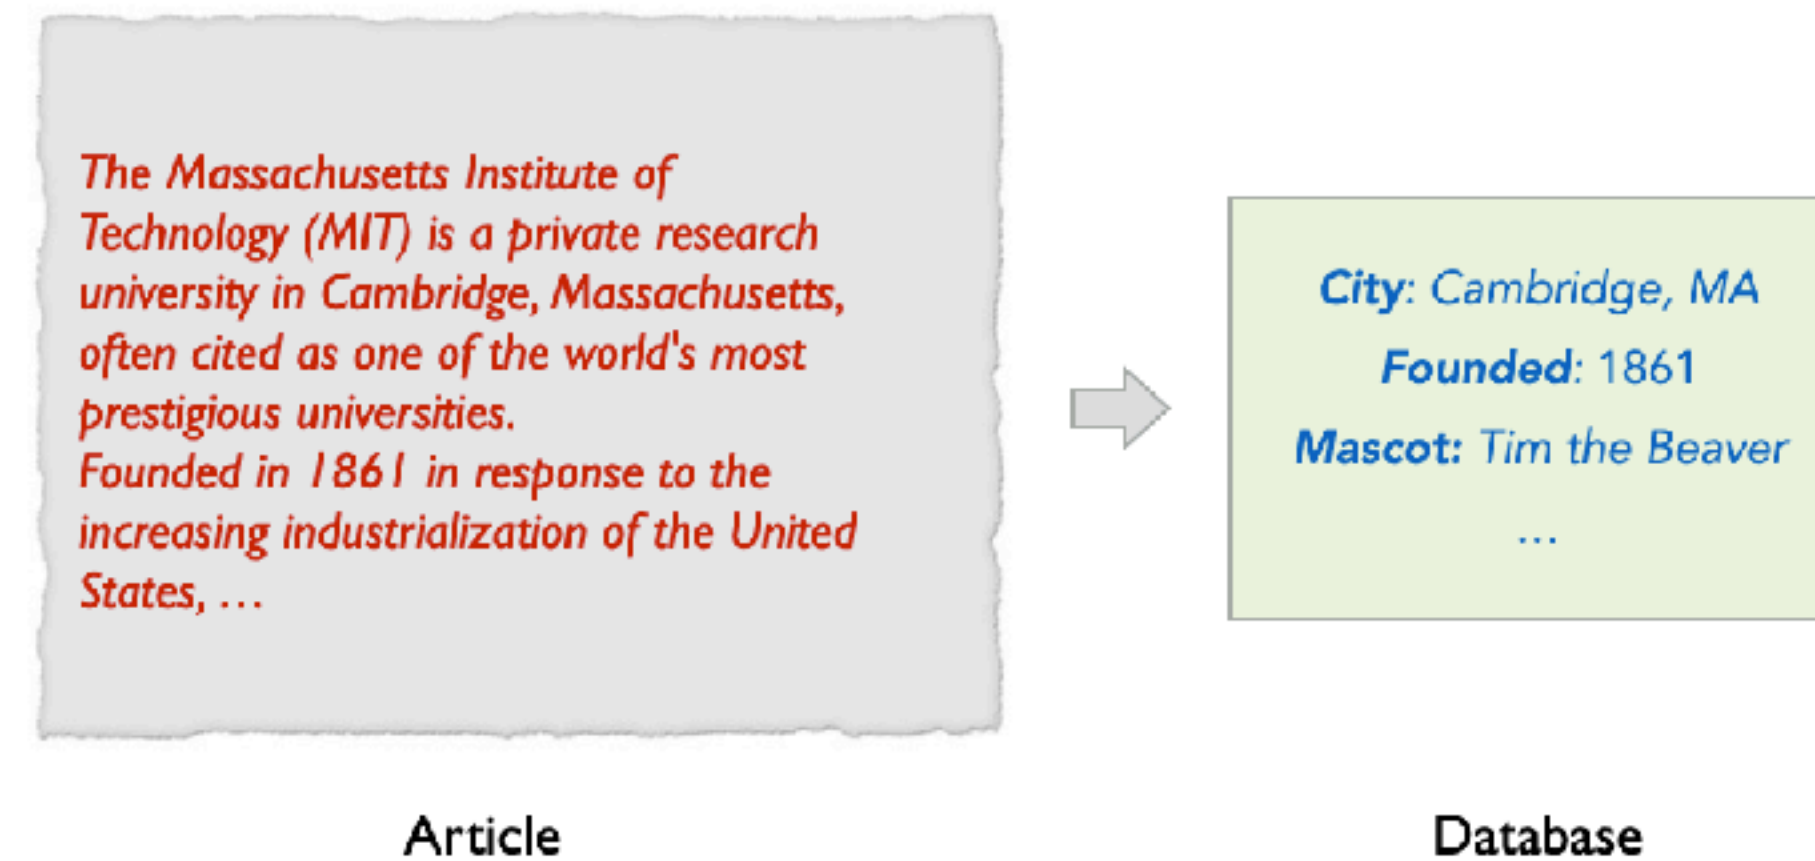 The Massachusetts Institute of
Technology (MIT) is a private research
university in Cambridge, Massachusetts,
often cited as one of the world's most
prestigious universities.
Founded in 1861 in response to the
increasing industrialization of the United
States, …
City: Cambridge, MA
Founded: 1861
Mascot: Tim the Beaver
…
Article
Database